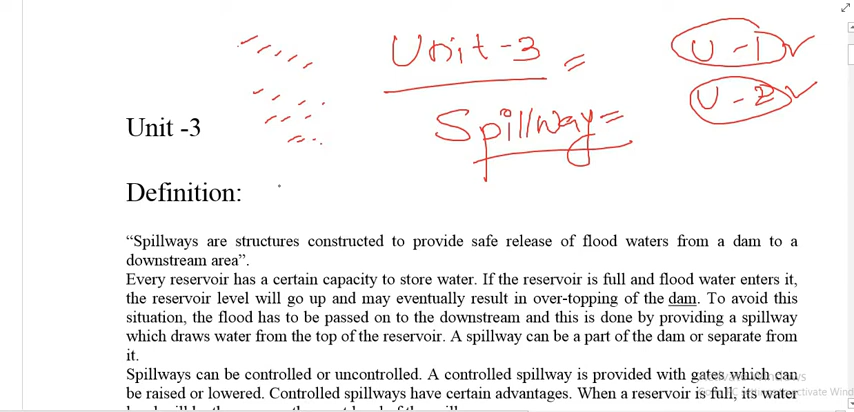 Unit -3 =
U - 1
U - 2
Spillway =
Unit -3
Definition:
“Spillways are structures constructed to provide safe release of flood waters from a dam to a
downstream area”.
Every reservoir has a certain capacity to store water. If the reservoir is full and flood water enters it,
the reservoir level will go up and may eventually result in over-topping of the dam. To avoid this
situation, the flood has to be passed on to the downstream and this is done by providing a spillway
which draws water from the top of the reservoir. A spillway can be a part of the dam or separate from
it.
Spillways can be controlled or uncontrolled. A controlled spillway is provided with gates which can
be raised or lowered. Controlled spillways have certain advantages. When a reservoir is full, its water